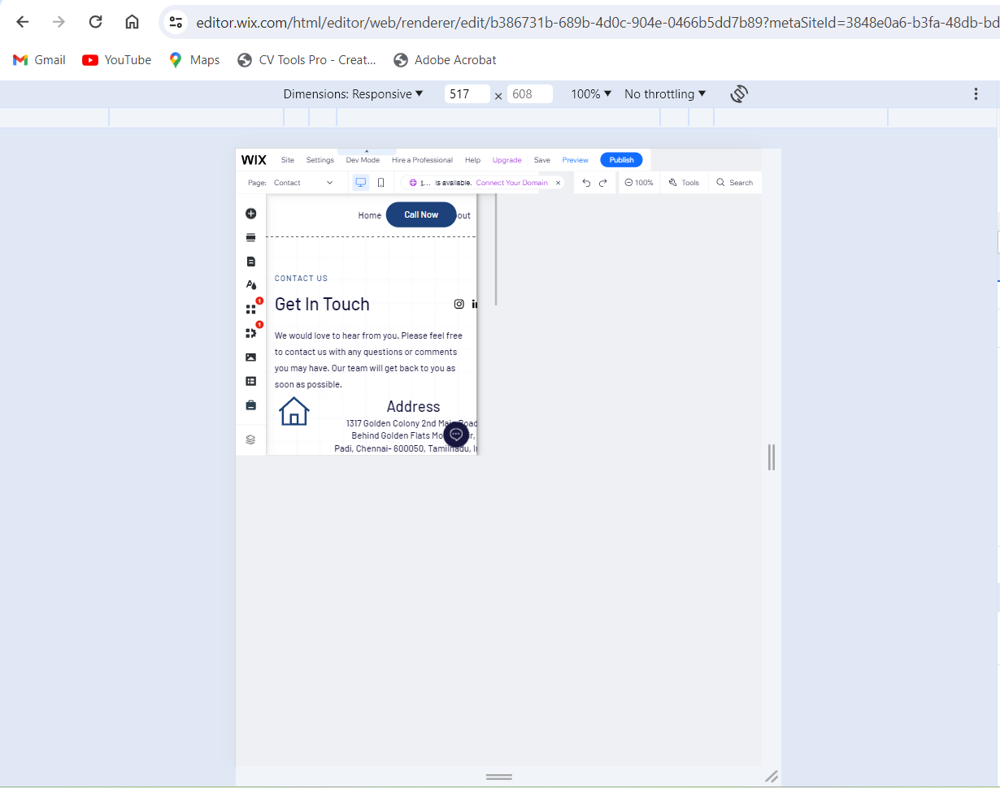 editor.wix.com/html/editor/web/renderer/edit/b386731b-689b-4d0c-904e-0466b5dd7b89?metaSiteId=3848e0a6-b3fa-48db-bd
Gmail YouTube Maps CV Tools Pro - Creat... Adobe Acrobat
Dimensions: Responsive 517 × 608 100% No throttling
WIX Site Settings Dev Mode Hire a Professional Help Upgrade Save Preview Publish
Page: Contact is available. Connect Your Domain × 100% Tools Search
Home Call Now out
CONTACT US
Get In Touch in
1
1
We would love to hear from you. Please feel free
to contact us with any questions or comments
you may have. Our team will get back to you as
soon as possible.
Address
1317 Golden Colony 2nd Main Road
Behind Golden Flats Mo ir,
Padi, Chennai- 600050, Tamilnadu, I